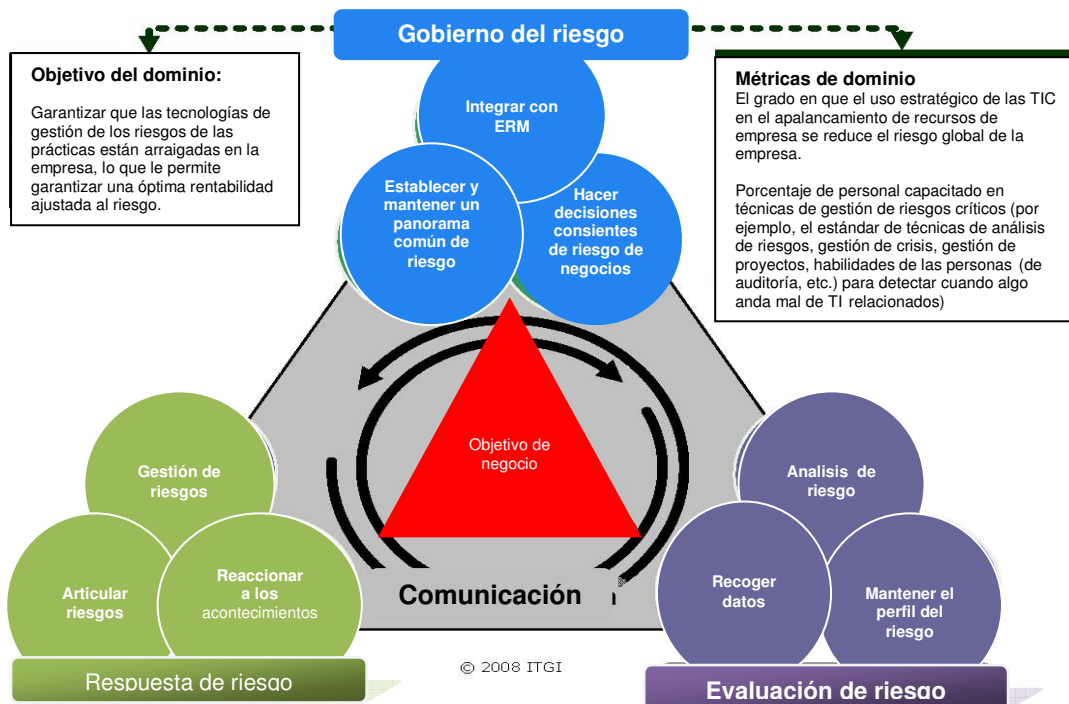 Gobierno del riesgo
Objetivo del dominio:
Garantizar que las tecnologías de
gestión de los riesgos de las
prácticas están arraigadas en la
empresa, lo que le permite
garantizar una óptima rentabilidad
ajustada al riesgo.
Métricas de dominio
El grado en que el uso estratégico de las TIC
en el apalancamiento de recursos de
empresa se reduce el riesgo global de la
empresa.
Porcentaje de personal capacitado en
técnicas de gestión de riesgos críticos (por
ejemplo, el estándar de técnicas de análisis
de riesgos, gestión de crisis, gestión de
proyectos, habilidades de las personas (de
auditoría, etc.) para detectar cuando algo
anda mal de TI relacionados)
Integrar con
ERM
Establecer y
mantener un
panorama
común de
riesgo
Hacer
decisiones
consientes
de riesgo de
negocios
Objetivo de
negocio
Gestión de
riesgos
Articular
riesgos
Reaccionar
a los
acontecimientos
Analisis de
riesgo
Recoger
datos
Mantener el
perfil del
riesgo
Comunicación
© 2008 ITGI
Respuesta de riesgo
Evaluación de riesgo